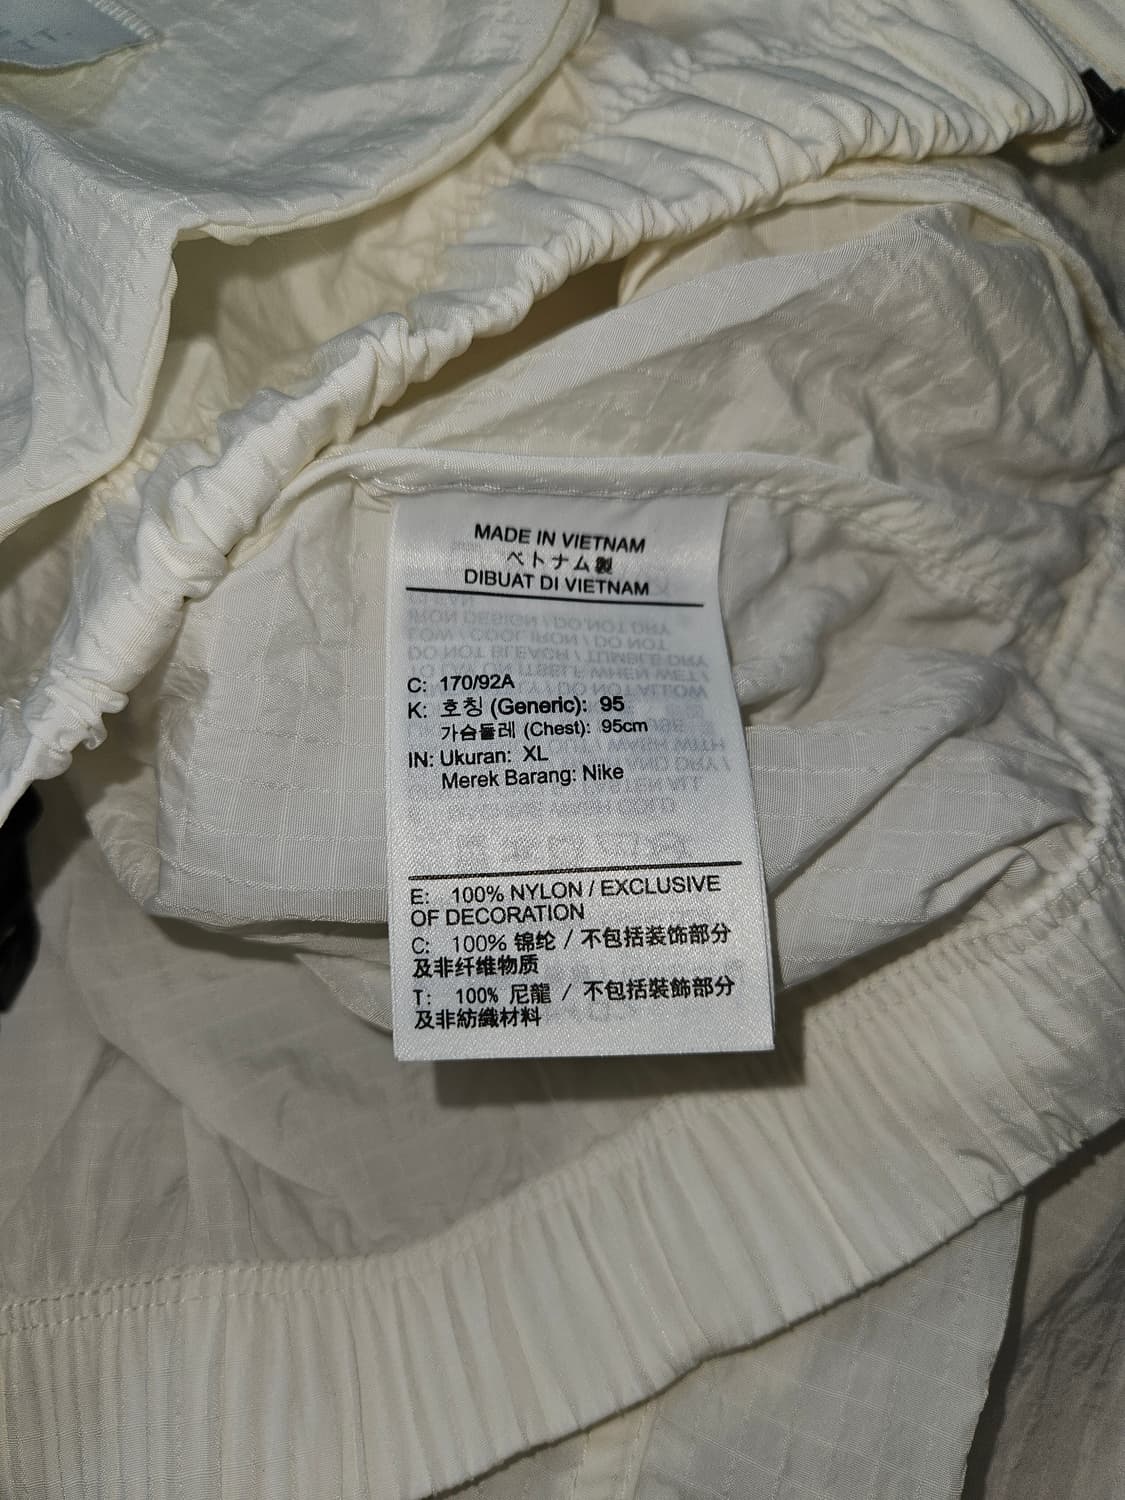 MADE IN VIETNAM
ベトナム製
DIBUAT DI VIETNAM
C: 170/92A
K: 호칭 (Generic): 95
가슴둘레 (Chest): 95cm
IN: Ukuran: XL
Merek Barang: Nike
E: 100% NYLON / EXCLUSIVE
OF DECORATION
C: 100% 锦纶 / 不包括装饰部分
及非纤维物质
T: 100% 尼龍 / 不包括裝飾部分
及非紡織材料